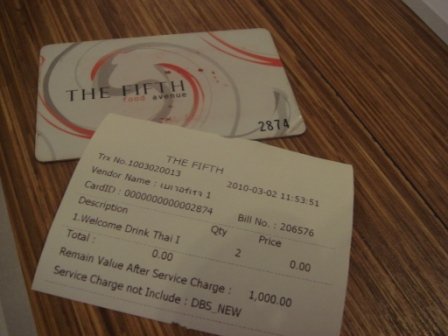 THE FIFTH
food avenue
2874
THE FIFTH
Trx No.1003020013 2010-03-02 11:53:51
Vendor Name : 1
CardID : 0000000000002874 Bill No. : 206576
Description Qty Price
1.Welcome Drink Thai I 2 0.00
Total : 0.00
Remain Value After Service Charge : 1,000.00
Service Charge not Include : DBS_NEW